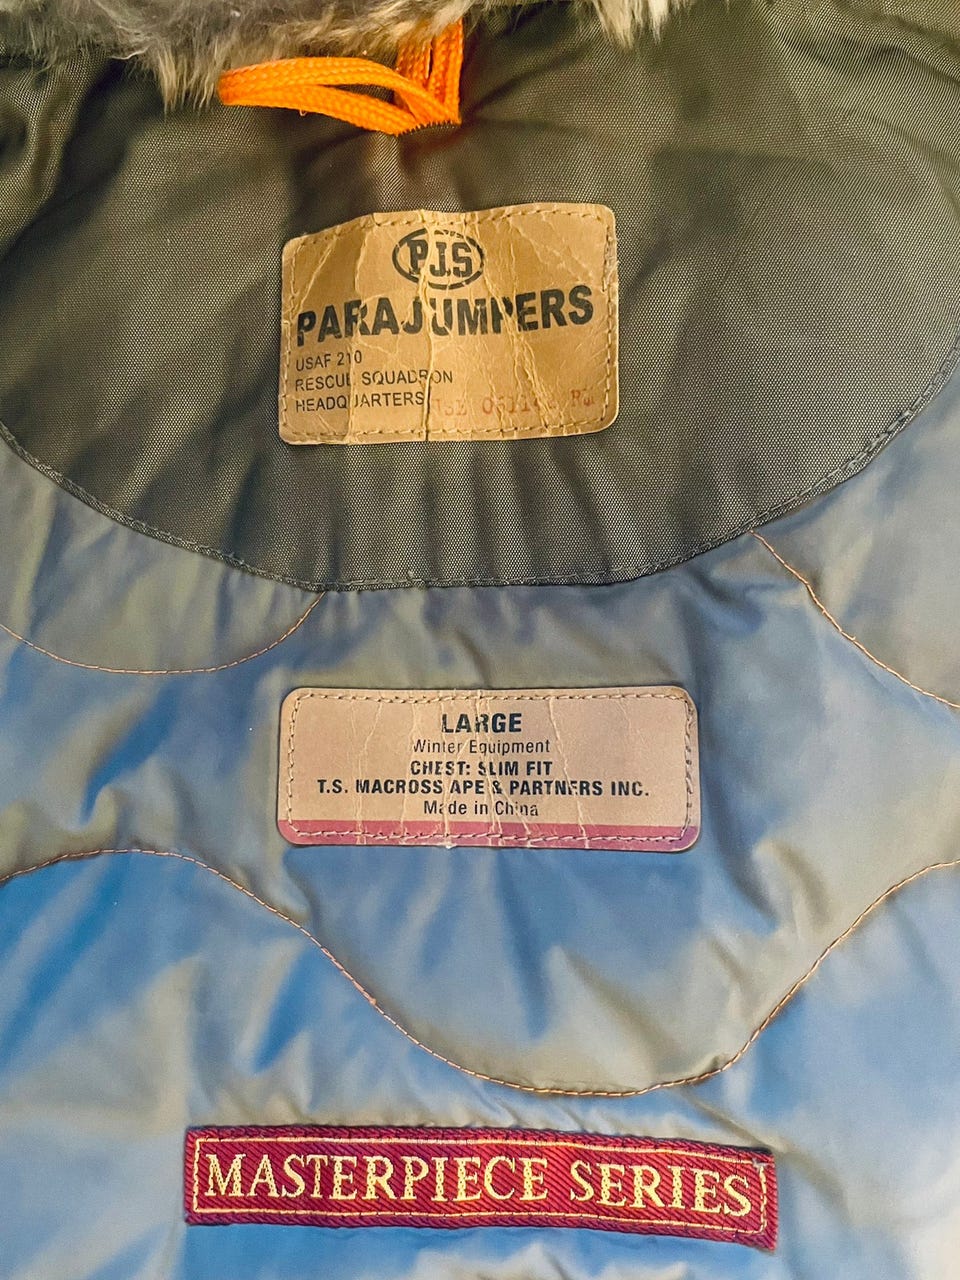 PJS
PARAJUMPERS
USAF 210
RESCUE SQUADRON
HEADQUARTERS
LARGE
Winter Equipment
CHEST: SLIM FIT
T.S. MACROSS APE & PARTNERS INC.
Made in China
MASTERPIECE SERIES